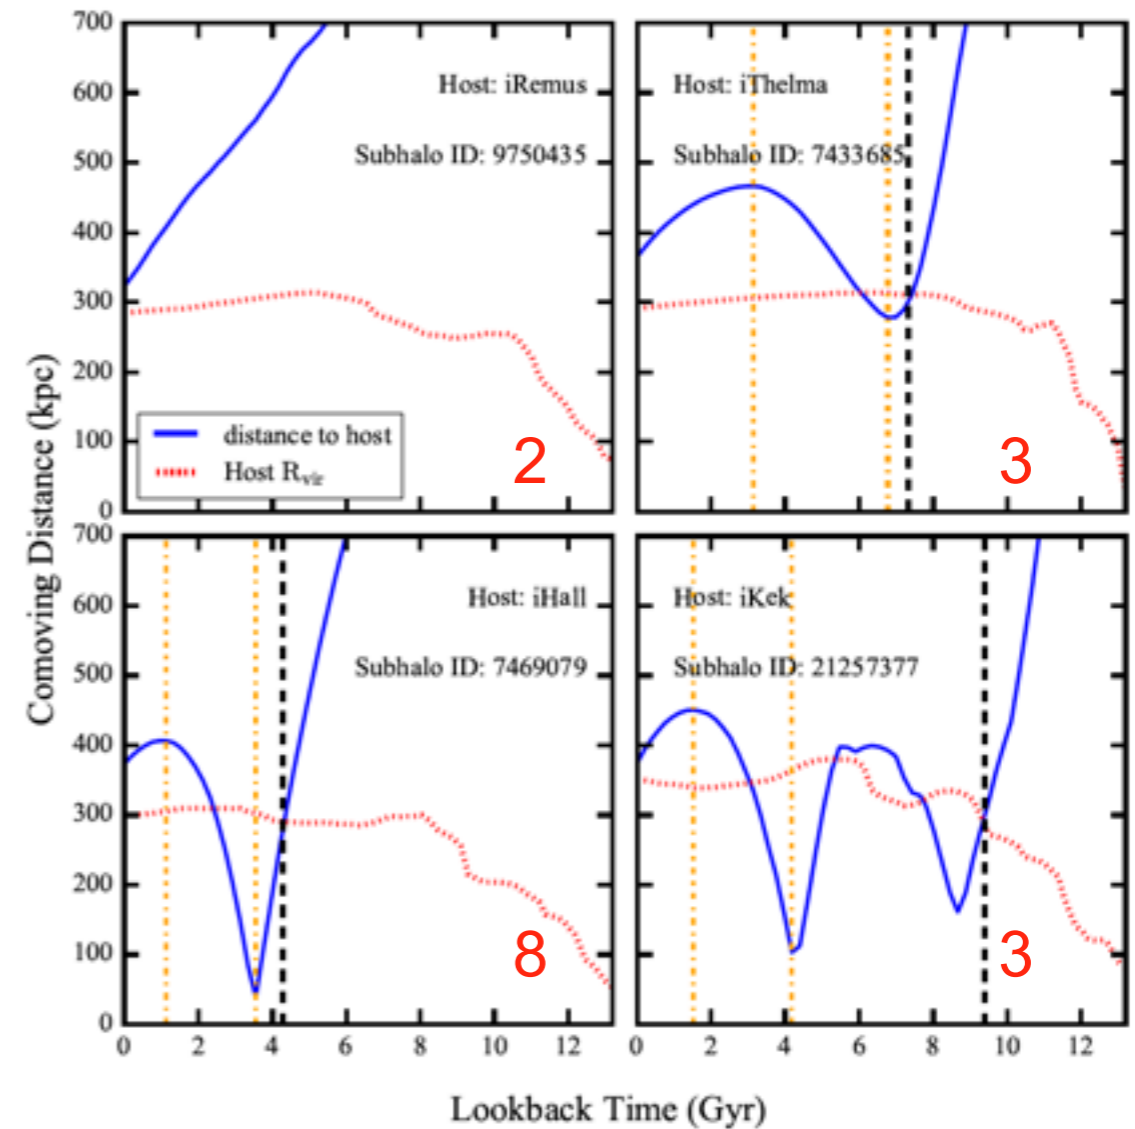 700
600
500
400
300
200
100
0
Host: iRemus
Subhalo ID: 9750435
distance to host
Host Rvir
2
Host: iThelma
Subhalo ID: 7433685
3
Comoving Distance (kpc)
700
600
500
400
300
200
100
0
Host: iHall
Subhalo ID: 7469079
8
Host: iKek
Subhalo ID: 21257377
3
0 2 4 6 8 10 12
0 2 4 6 8 10 12
Lookback Time (Gyr)